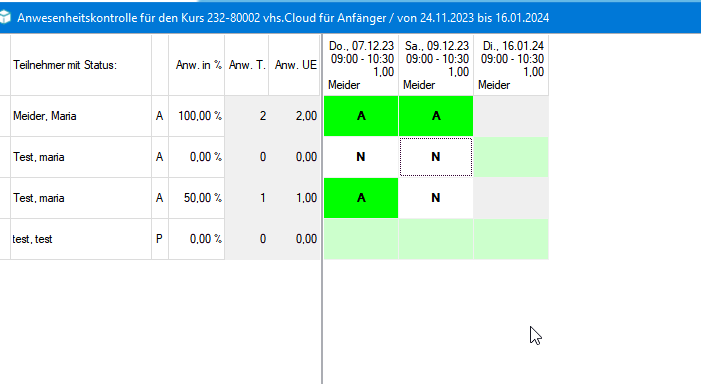 Anwesenheitskontrolle für den Kurs 232-80002 vhs.Cloud für Anfänger / von 24.11.2023 bis 16.01.2024
Teilnehmer mit Status: Anw. in % Anw. T. Anw. UE
Do., 07.12.23 Sa., 09.12.23 Di., 16.01.24
09:00 - 10:30 09:00 - 10:30 09:00 - 10:30
1,00 1,00 1,00
Meider Meider Meider
Meider, Maria A 100,00 % 2 2,00 A A
Test, maria A 0,00 % 0 0,00 N N
Test, maria A 50,00 % 1 1,00 A N
test, test P 0,00 % 0 0,00